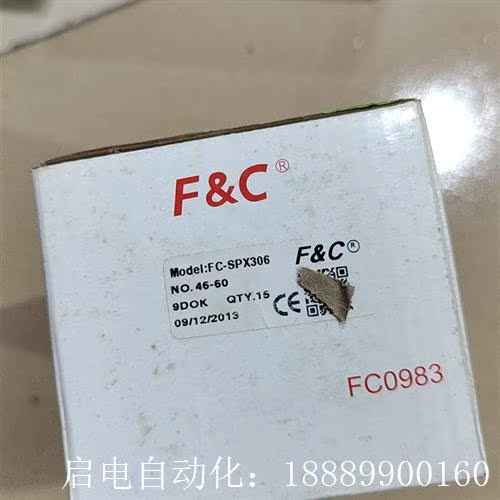 F&C®
Model:FC-SPX306
F&C®
NO.46-60
9DOK QTY.15
09/12/2013
CE
FC0983
启电自动化：18889900160